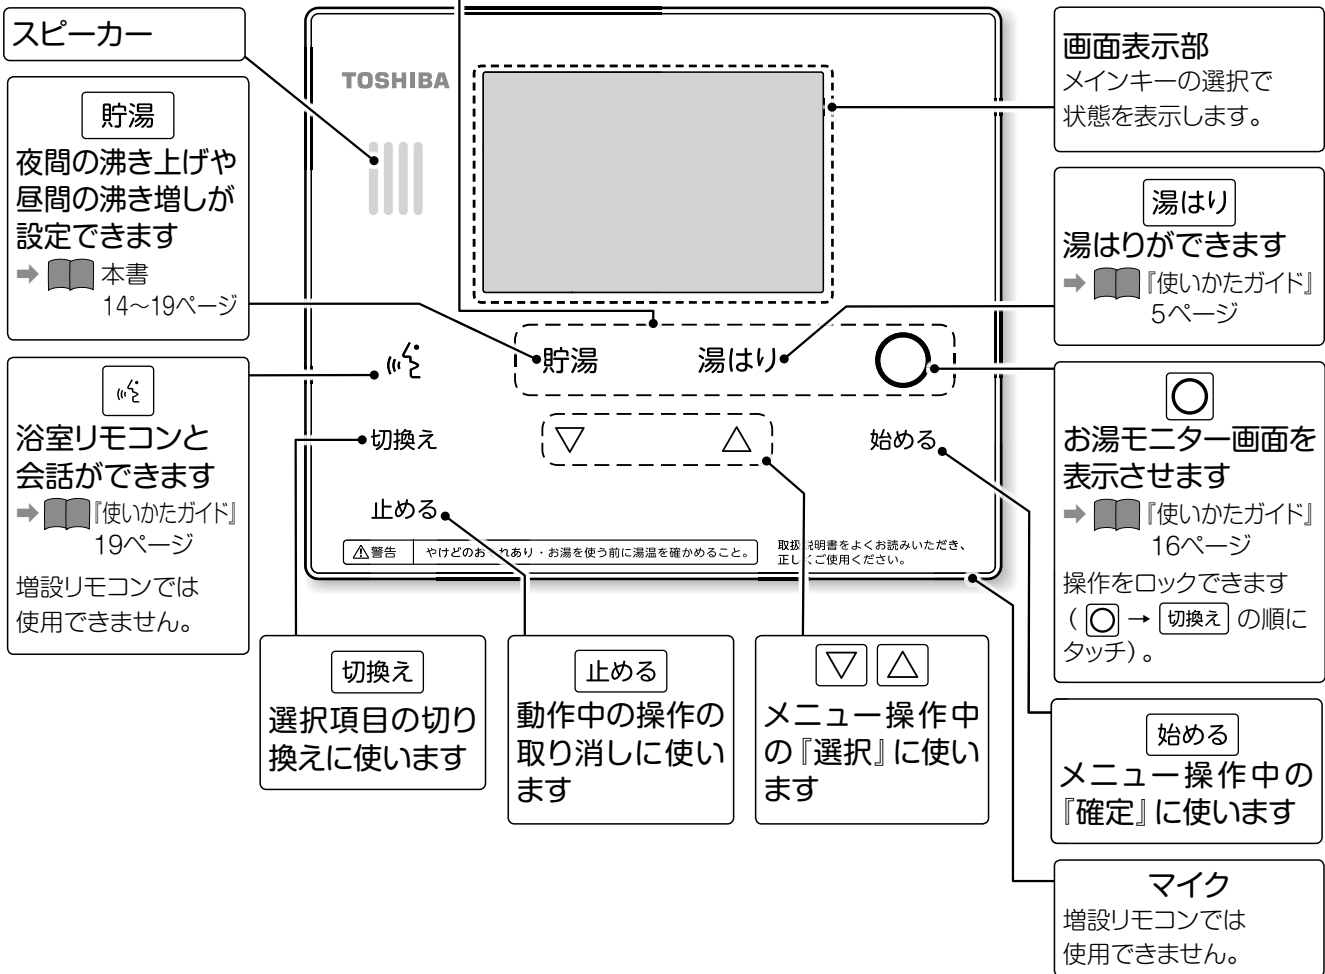 スピーカー
貯湯
夜間の沸き上げや
昼間の沸き増しが
設定できます
➡ 本書
14～19ページ
浴室リモコンと
会話ができます
➡ 『使いかたガイド』
19ページ
増設リモコンでは
使用できません。
TOSHIBA
貯湯 湯はり ◯
切換え ▽ △ 始める
止める
⚠警告 やけどのおそれあり・お湯を使う前に湯温を確かめること。
取扱説明書をよくお読みいただき、
正しくご使用ください。
切換え
選択項目の切り
換えに使います
止める
動作中の操作の
取り消しに使い
ます
▽ △
メニュー操作中
の『選択』に使い
ます
画面表示部
メインキーの選択で
状態を表示します。
湯はり
湯はりができます
➡ 『使いかたガイド』
5ページ
◯
お湯モニター画面を
表示させます
➡ 『使いかたガイド』
16ページ
操作をロックできます
（ ◯ → 切換え の順に
タッチ）。
始める
メニュー操作中の
『確定』に使います
マイク
増設リモコンでは
使用できません。